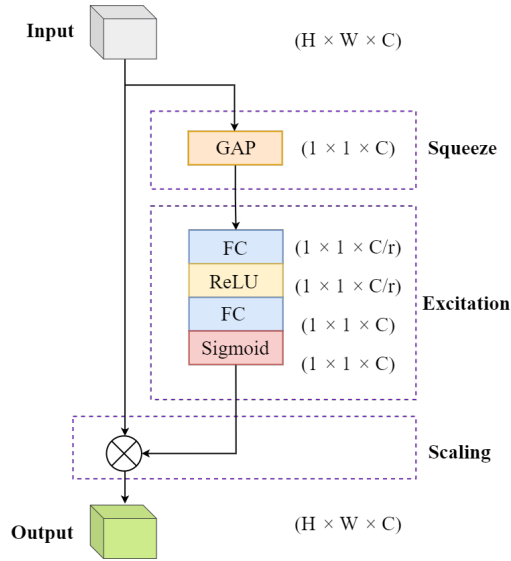 Input
(H × W × C)
GAP
(1 × 1 × C)
Squeeze
FC
(1 × 1 × C/r)
ReLU
(1 × 1 × C/r)
Excitation
FC
(1 × 1 × C)
Sigmoid
(1 × 1 × C)
Scaling
Output
(H × W × C)